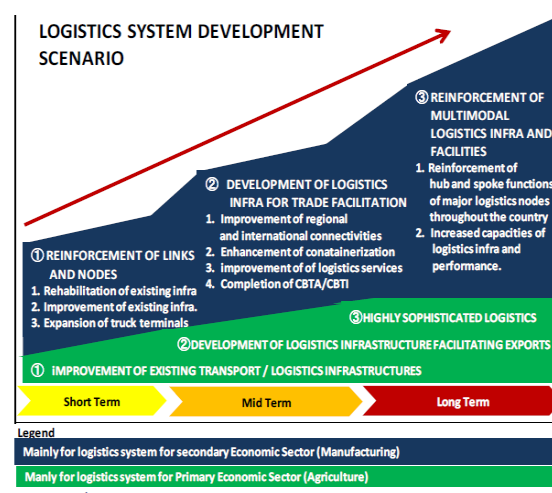 LOGISTICS SYSTEM DEVELOPMENT
SCENARIO
① REINFORCEMENT OF LINKS
AND NODES
1. Rehabilitation of existing infra
2. Improvement of existing infra.
3. Expansion of truck terminals
② DEVELOPMENT OF LOGISTICS
INFRA FOR TRADE FACILITATION
1. Improvement of regional
and international connectivities
2. Enhancement of conatainerization
3. improvement of of logistics services
4. Completion of CBTA/CBTI
③ REINFORCEMENT OF
MULTIMODAL
LOGISTICS INFRA AND
FACILITIES
1. Reinforcement of
hub and spoke functions
of major logistics nodes
throughout the country
2. Increased capacities of
logistics infra and
performance.
③HIGHLY SOPHISTICATED LOGISTICS
②DEVELOPMENT OF LOGISTICS INFRASTRUCTURE FACILITATING EXPORTS
① IMPROVEMENT OF EXISTING TRANSPORT / LOGISTICS INFRASTRUCTURES
Short Term
Mid Term
Long Term
Legend
Mainly for logistics system for secondary Economic Sector (Manufacturing)
Manly for logistics system for Primary Economic Sector (Agriculture)